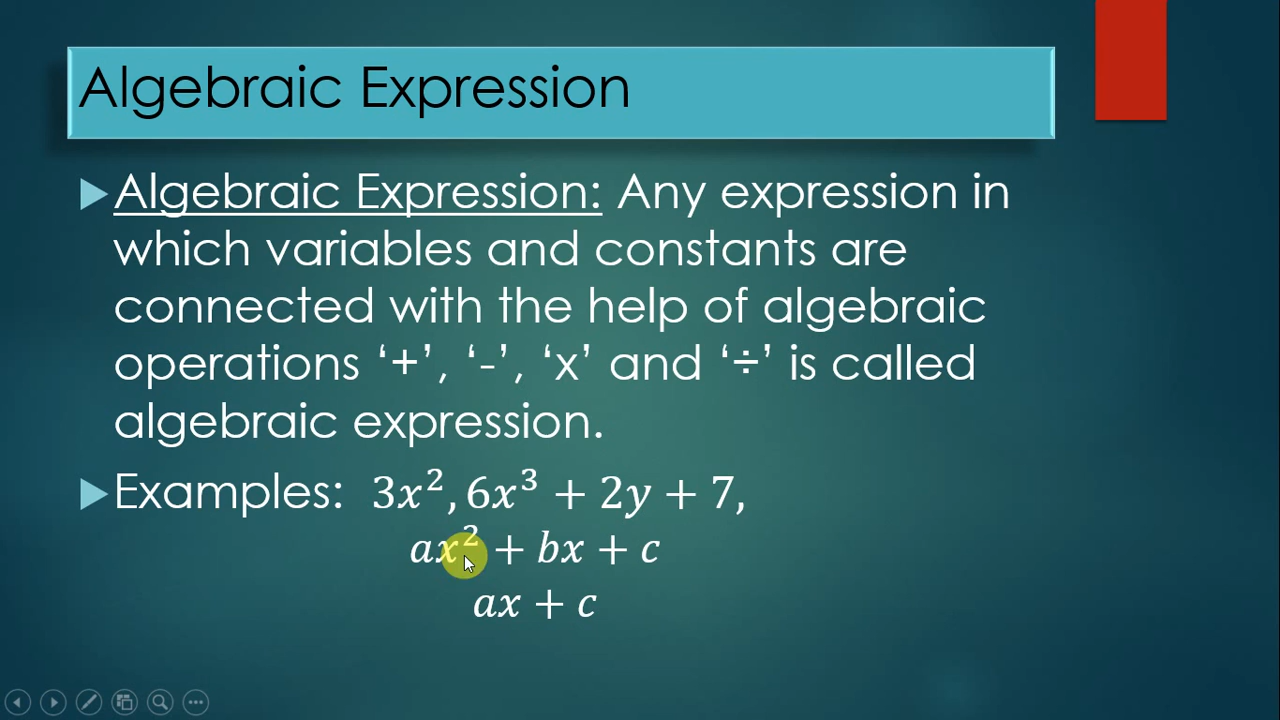 Algebraic Expression
Algebraic Expression: Any expression in
which variables and constants are
connected with the help of algebraic
operations ‘+’, ‘-’, ‘x’ and ‘÷’ is called
algebraic expression.
Examples: 3x², 6x³ + 2y + 7,
ax² + bx + c
ax + c